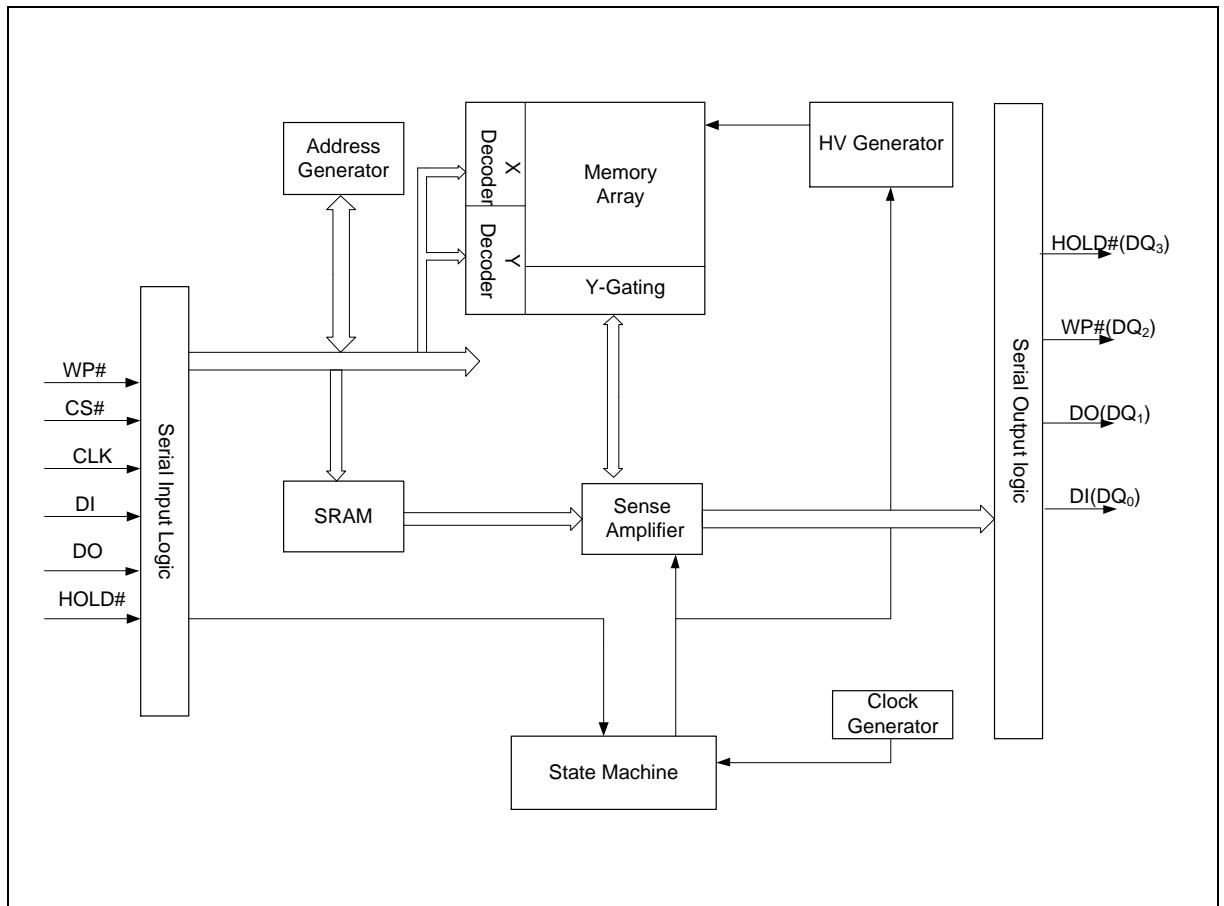 Address
Generator
X
Decoder
Y
Decoder
Memory
Array
Y-Gating
HV Generator
HOLD#(DQ₃)
WP#(DQ₂)
DO(DQ₁)
DI(DQ₀)
Serial Output logic
WP#
CS#
CLK
DI
DO
HOLD#
Serial Input Logic
SRAM
Sense
Amplifier
Clock
Generator
State Machine